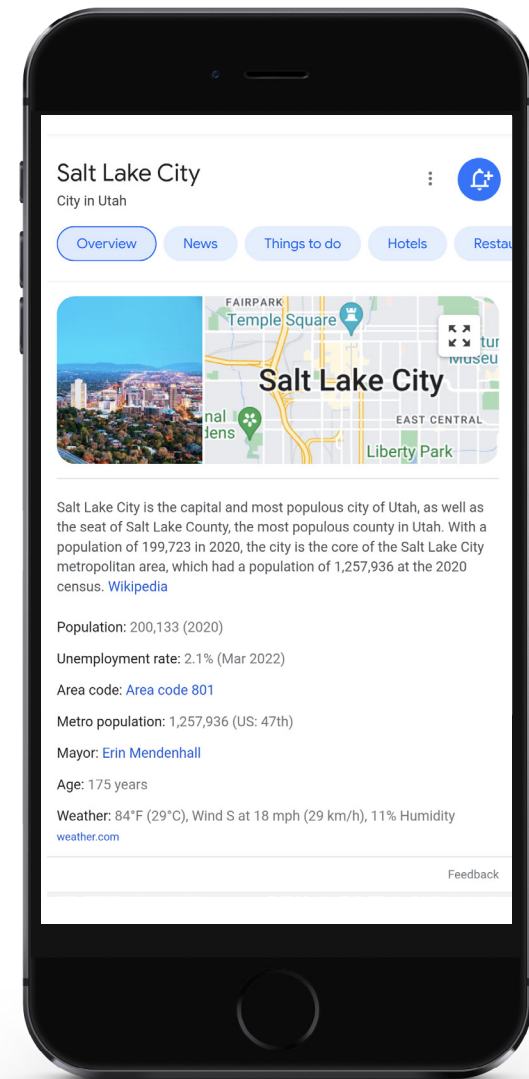 Salt Lake City
City in Utah
Overview
News
Things to do
Hotels
Restau
FAIRPARK
Temple Square
tur
Museu
Salt Lake City
nal
dens
EAST CENTRAL
Liberty Park
Salt Lake City is the capital and most populous city of Utah, as well as
the seat of Salt Lake County, the most populous county in Utah. With a
population of 199,723 in 2020, the city is the core of the Salt Lake City
metropolitan area, which had a population of 1,257,936 at the 2020
census. Wikipedia
Population: 200,133 (2020)
Unemployment rate: 2.1% (Mar 2022)
Area code: Area code 801
Metro population: 1,257,936 (US: 47th)
Mayor: Erin Mendenhall
Age: 175 years
Weather: 84°F (29°C), Wind S at 18 mph (29 km/h), 11% Humidity
weather.com
Feedback